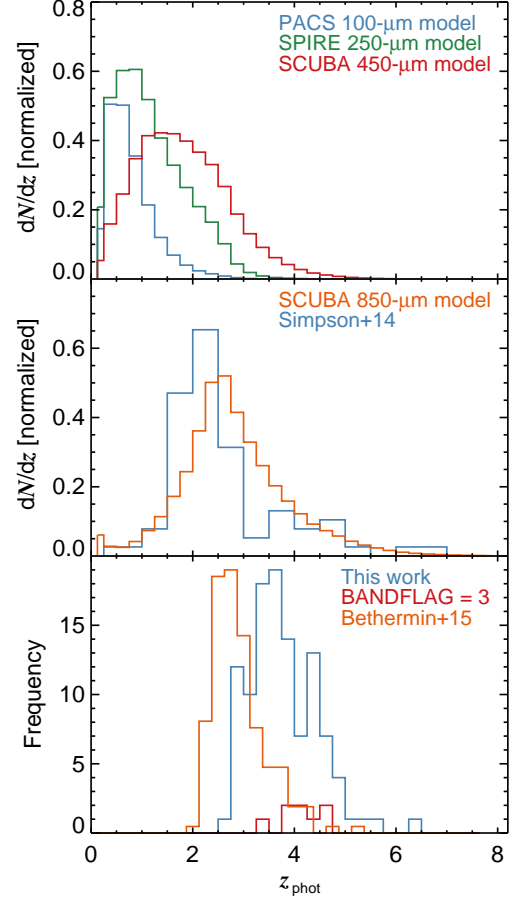 PACS 100-μm model
SPIRE 250-μm model
SCUBA 450-μm model
0.8
0.6
0.4
0.2
0.0
dN/dz [normalized]
SCUBA 850-μm model
Simpson+14
0.6
0.4
0.2
0.0
dN/dz [normalized]
This work
BANDFLAG = 3
Bethermin+15
15
10
5
0
Frequency
0 2 4 6 8
z phot